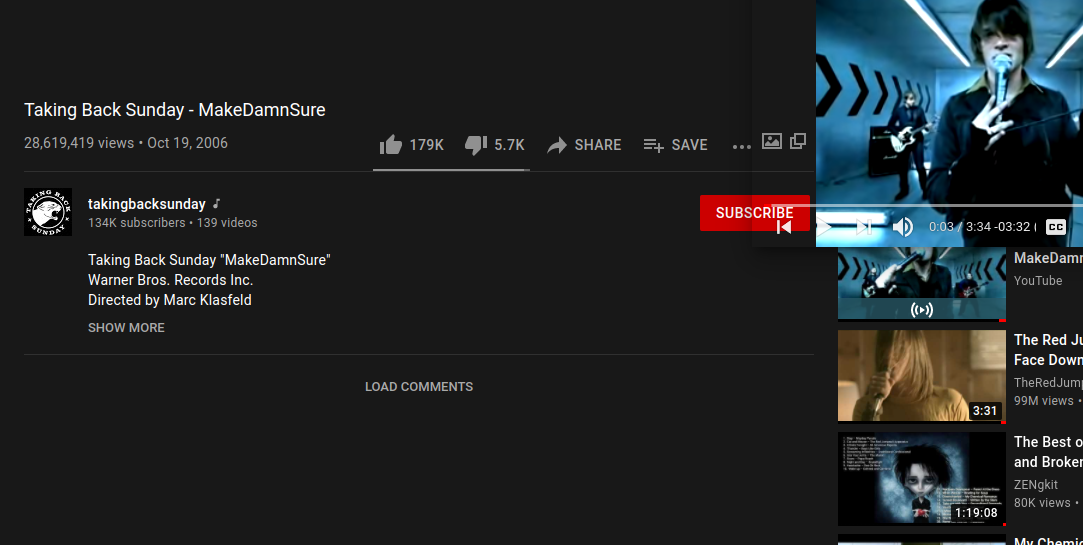 Taking Back Sunday - MakeDamnSure
28,619,419 views • Oct 19, 2006
179K
5.7K
SHARE
SAVE
TAKING BACK
SUNDAY
takingbacksunday
134K subscribers • 139 videos
SUBSCRIBE
Taking Back Sunday "MakeDamnSure"
Warner Bros. Records Inc.
Directed by Marc Klasfeld
SHOW MORE
LOAD COMMENTS
0:03 / 3:34 -03:32 (
CC
MakeDamn
YouTube
The Red Ju
Face Down
TheRedJump
99M views •
3:31
The Best o
and Broken
ZENgkit
80K views •
1:19:08
My Chemic